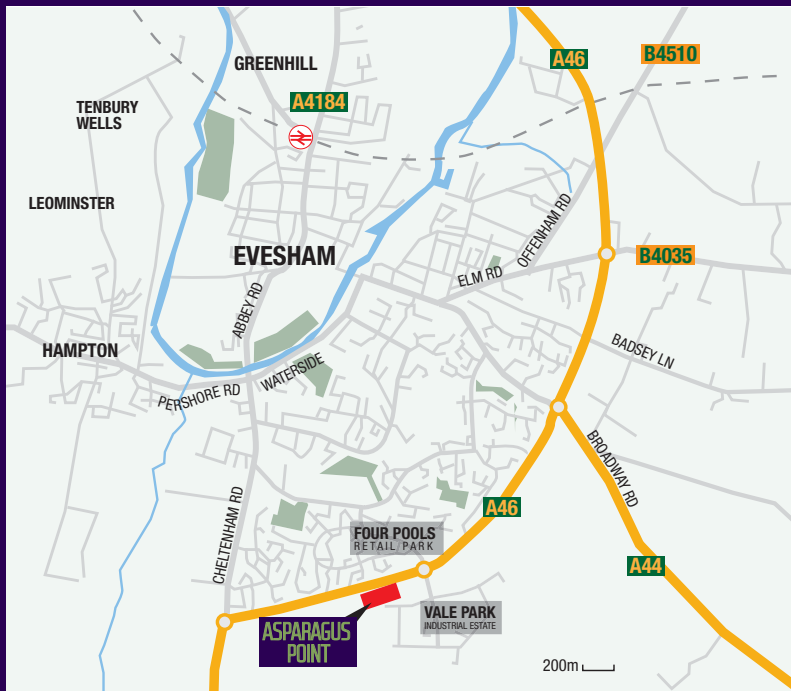 GREENHILL
A46
B4510
A4184
TENBURY
WELLS
LEOMINSTER
OFFENHAM RD
EVESHAM
B4035
ELM RD
ABBEY RD
HAMPTON
BADSEY LN
WATERSIDE
PERSHORE RD
BROADWAY RD
CHELTENHAM RD
A46
FOUR POOLS
RETAIL PARK
A44
VALE PARK
INDUSTRIAL ESTATE
ASPARAGUS
POINT
200m